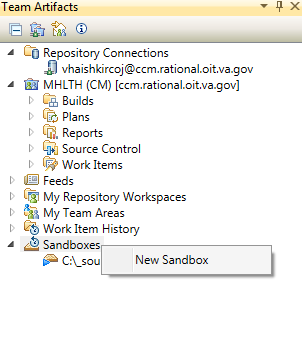 Team Artifacts
Repository Connections
vhaishkircoj@ccm.rational.oit.va.gov
MHLTH (CM) [ccm.rational.oit.va.gov]
Builds
Plans
Reports
Source Control
Work Items
Feeds
My Repository Workspaces
My Team Areas
Work Item History
Sandboxes
C:\_sou
New Sandbox